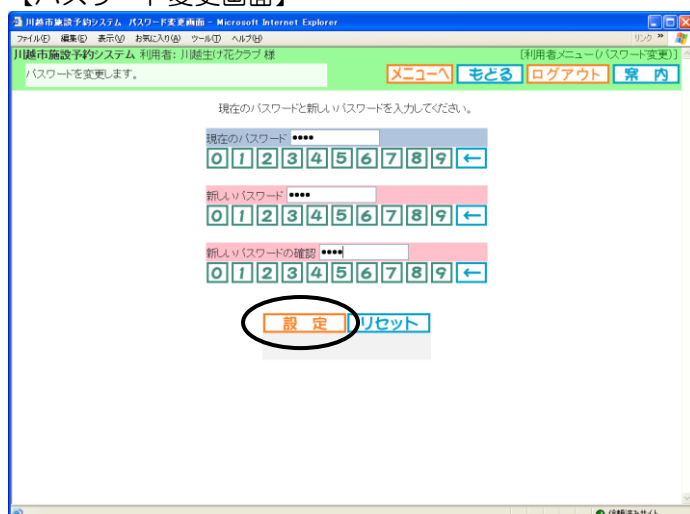 【パスワード変更画面】
川越市施設予約システム パスワード変更画面 - Microsoft Internet Explorer
ファイル(F) 編集(E) 表示(V) お気に入り(A) ツール(T) ヘルプ(H) リンク »
川越市施設予約システム 利用者: 川越生け花クラブ 様 [利用者メニュー(パスワード変更)]
パスワードを変更します。 メニューへ もどる ログアウト 案 内
現在のパスワードと新しいパスワードを入力してください。
現在のパスワード ••••
0 1 2 3 4 5 6 7 8 9 ←
新しいパスワード ••••
0 1 2 3 4 5 6 7 8 9 ←
新しいパスワードの確認 ••••
0 1 2 3 4 5 6 7 8 9 ←
設 定 リセット